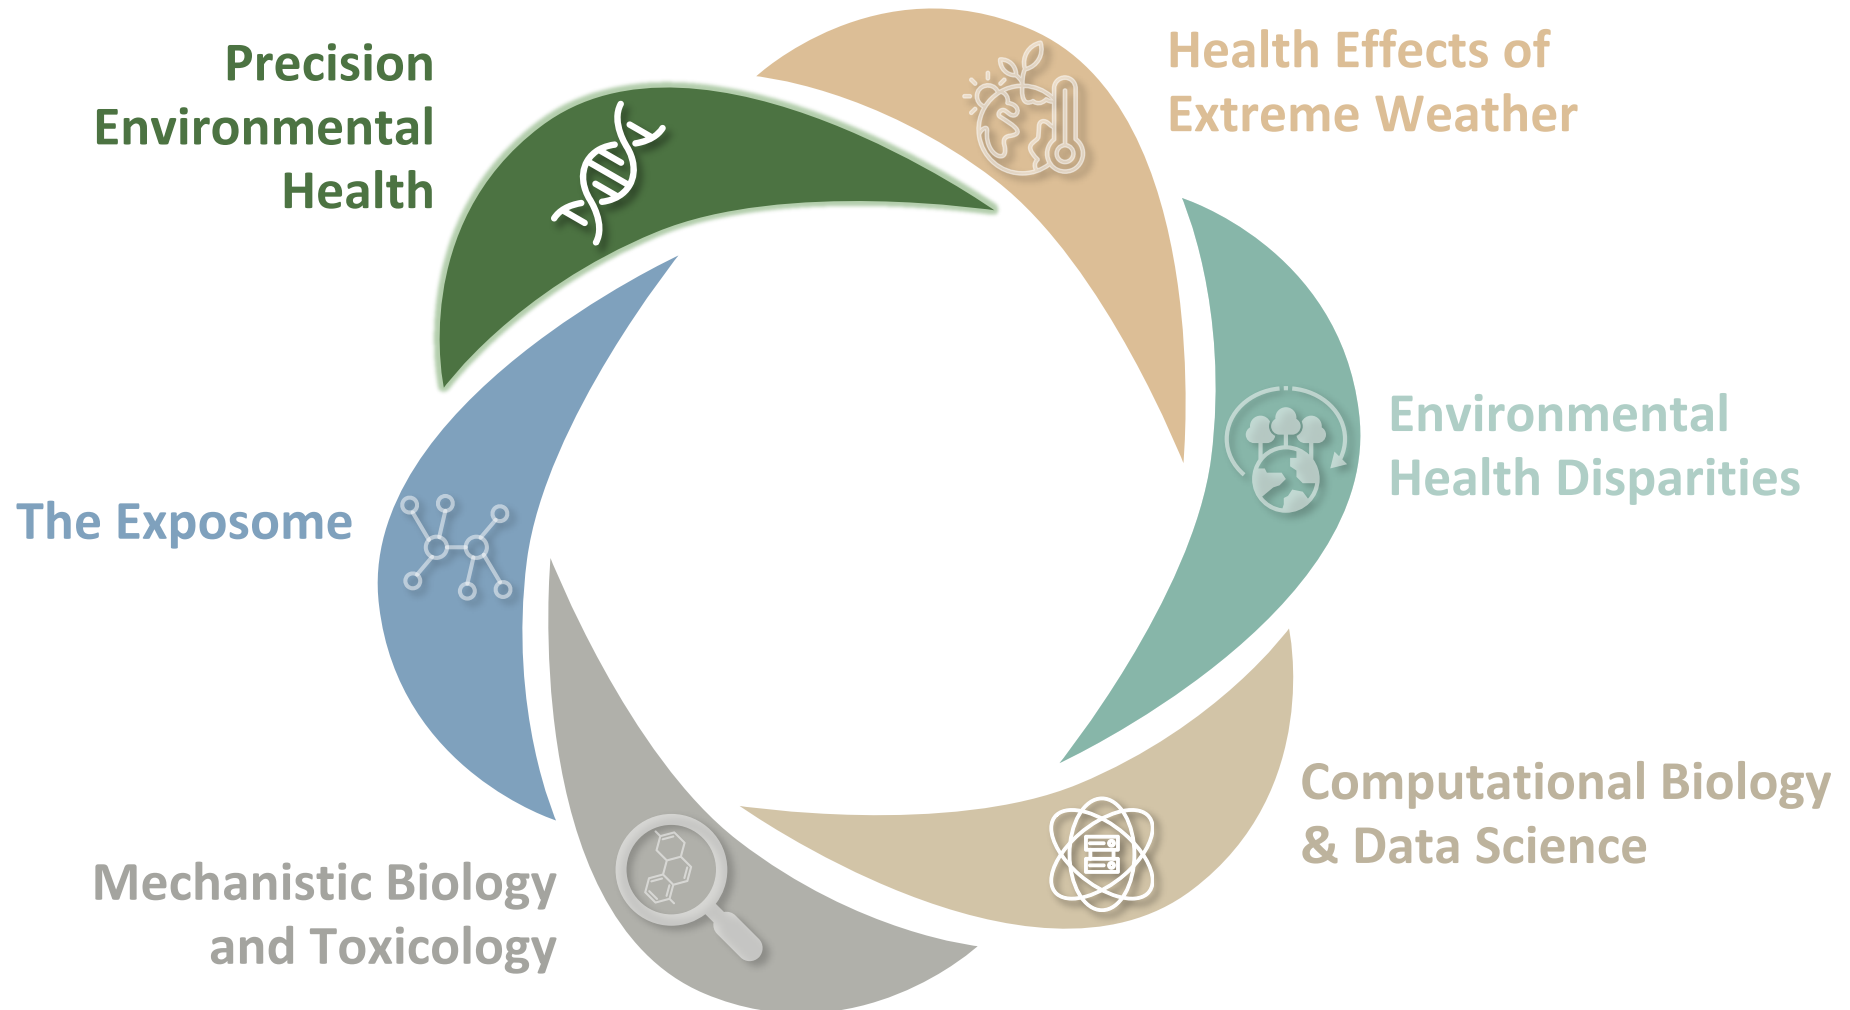 Precision
Environmental
Health
Health Effects of
Extreme Weather
Environmental
Health Disparities
Computational Biology
& Data Science
Mechanistic Biology
and Toxicology
The Exposome